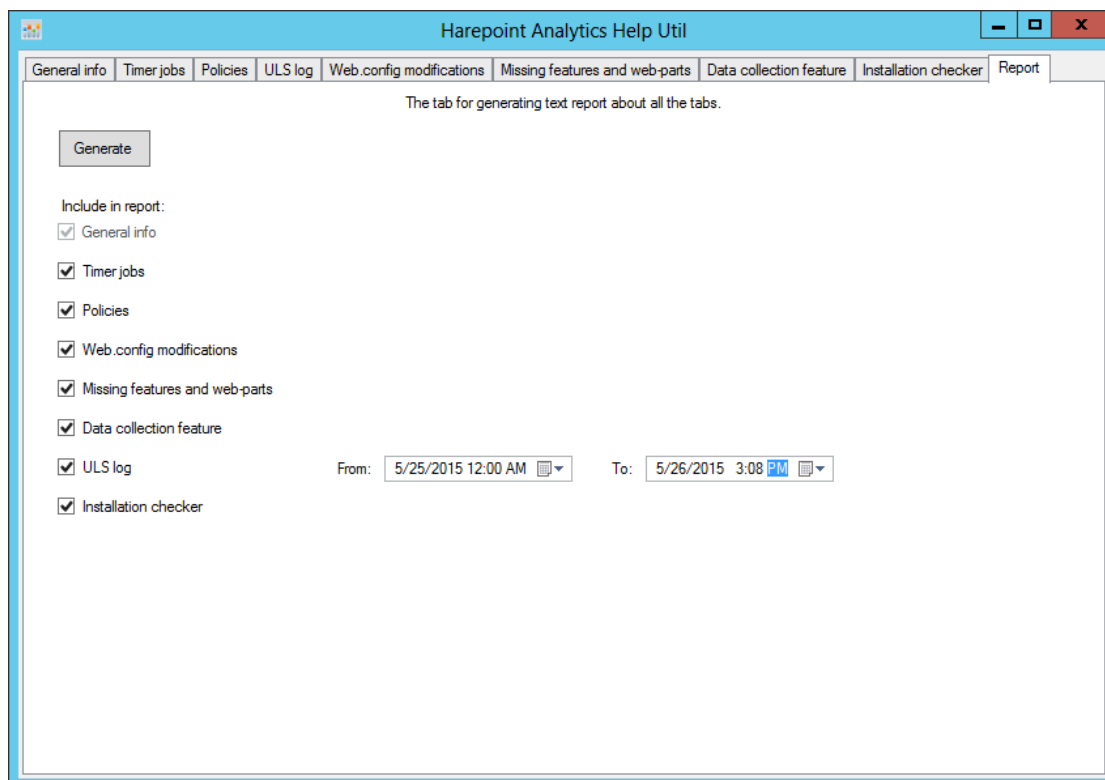 Harepoint Analytics Help Util
General info Timer jobs Policies ULS log Web.config modifications Missing features and web-parts Data collection feature Installation checker Report
The tab for generating text report about all the tabs.
Generate
Include in report:
General info
Timer jobs
Policies
Web.config modifications
Missing features and web-parts
Data collection feature
ULS log From: 5/25/2015 12:00 AM To: 5/26/2015 3:08 PM
Installation checker